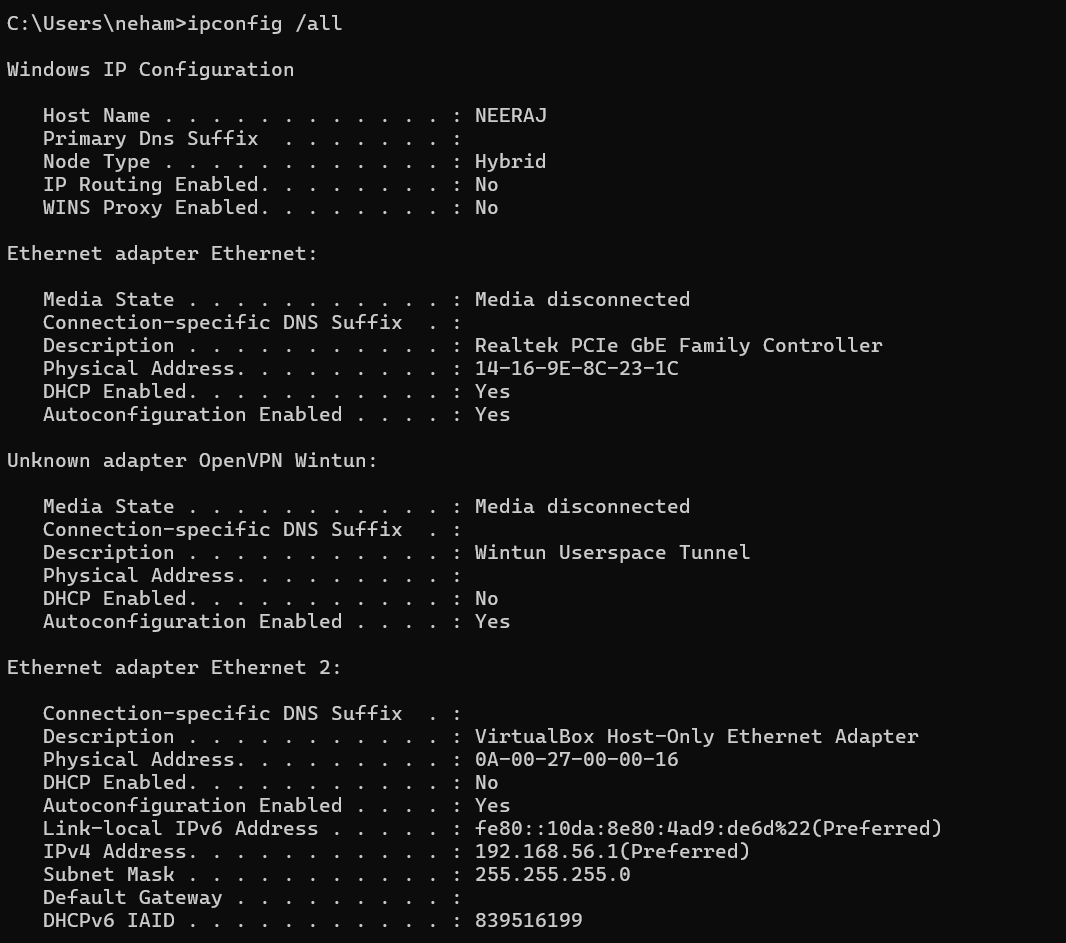 C:\Users\neham>ipconfig /all
Windows IP Configuration
   Host Name . . . . . . . . . . . . : NEERAJ
   Primary Dns Suffix  . . . . . . . :
   Node Type . . . . . . . . . . . . : Hybrid
   IP Routing Enabled. . . . . . . . : No
   WINS Proxy Enabled. . . . . . . . : No
Ethernet adapter Ethernet:
   Media State . . . . . . . . . . . : Media disconnected
   Connection-specific DNS Suffix  . :
   Description . . . . . . . . . . . : Realtek PCIe GbE Family Controller
   Physical Address. . . . . . . . . : 14-16-9E-8C-23-1C
   DHCP Enabled. . . . . . . . . . . : Yes
   Autoconfiguration Enabled . . . . : Yes
Unknown adapter OpenVPN Wintun:
   Media State . . . . . . . . . . . : Media disconnected
   Connection-specific DNS Suffix  . :
   Description . . . . . . . . . . . : Wintun Userspace Tunnel
   Physical Address. . . . . . . . . :
   DHCP Enabled. . . . . . . . . . . : No
   Autoconfiguration Enabled . . . . : Yes
Ethernet adapter Ethernet 2:
   Connection-specific DNS Suffix  . :
   Description . . . . . . . . . . . : VirtualBox Host-Only Ethernet Adapter
   Physical Address. . . . . . . . . : 0A-00-27-00-00-16
   DHCP Enabled. . . . . . . . . . . : No
   Autoconfiguration Enabled . . . . : Yes
   Link-local IPv6 Address . . . . . : fe80::10da:8e80:4ad9:de6d%22(Preferred)
   IPv4 Address. . . . . . . . . . . : 192.168.56.1(Preferred)
   Subnet Mask . . . . . . . . . . . : 255.255.255.0
   Default Gateway . . . . . . . . . :
   DHCPv6 IAID . . . . . . . . . . . : 839516199